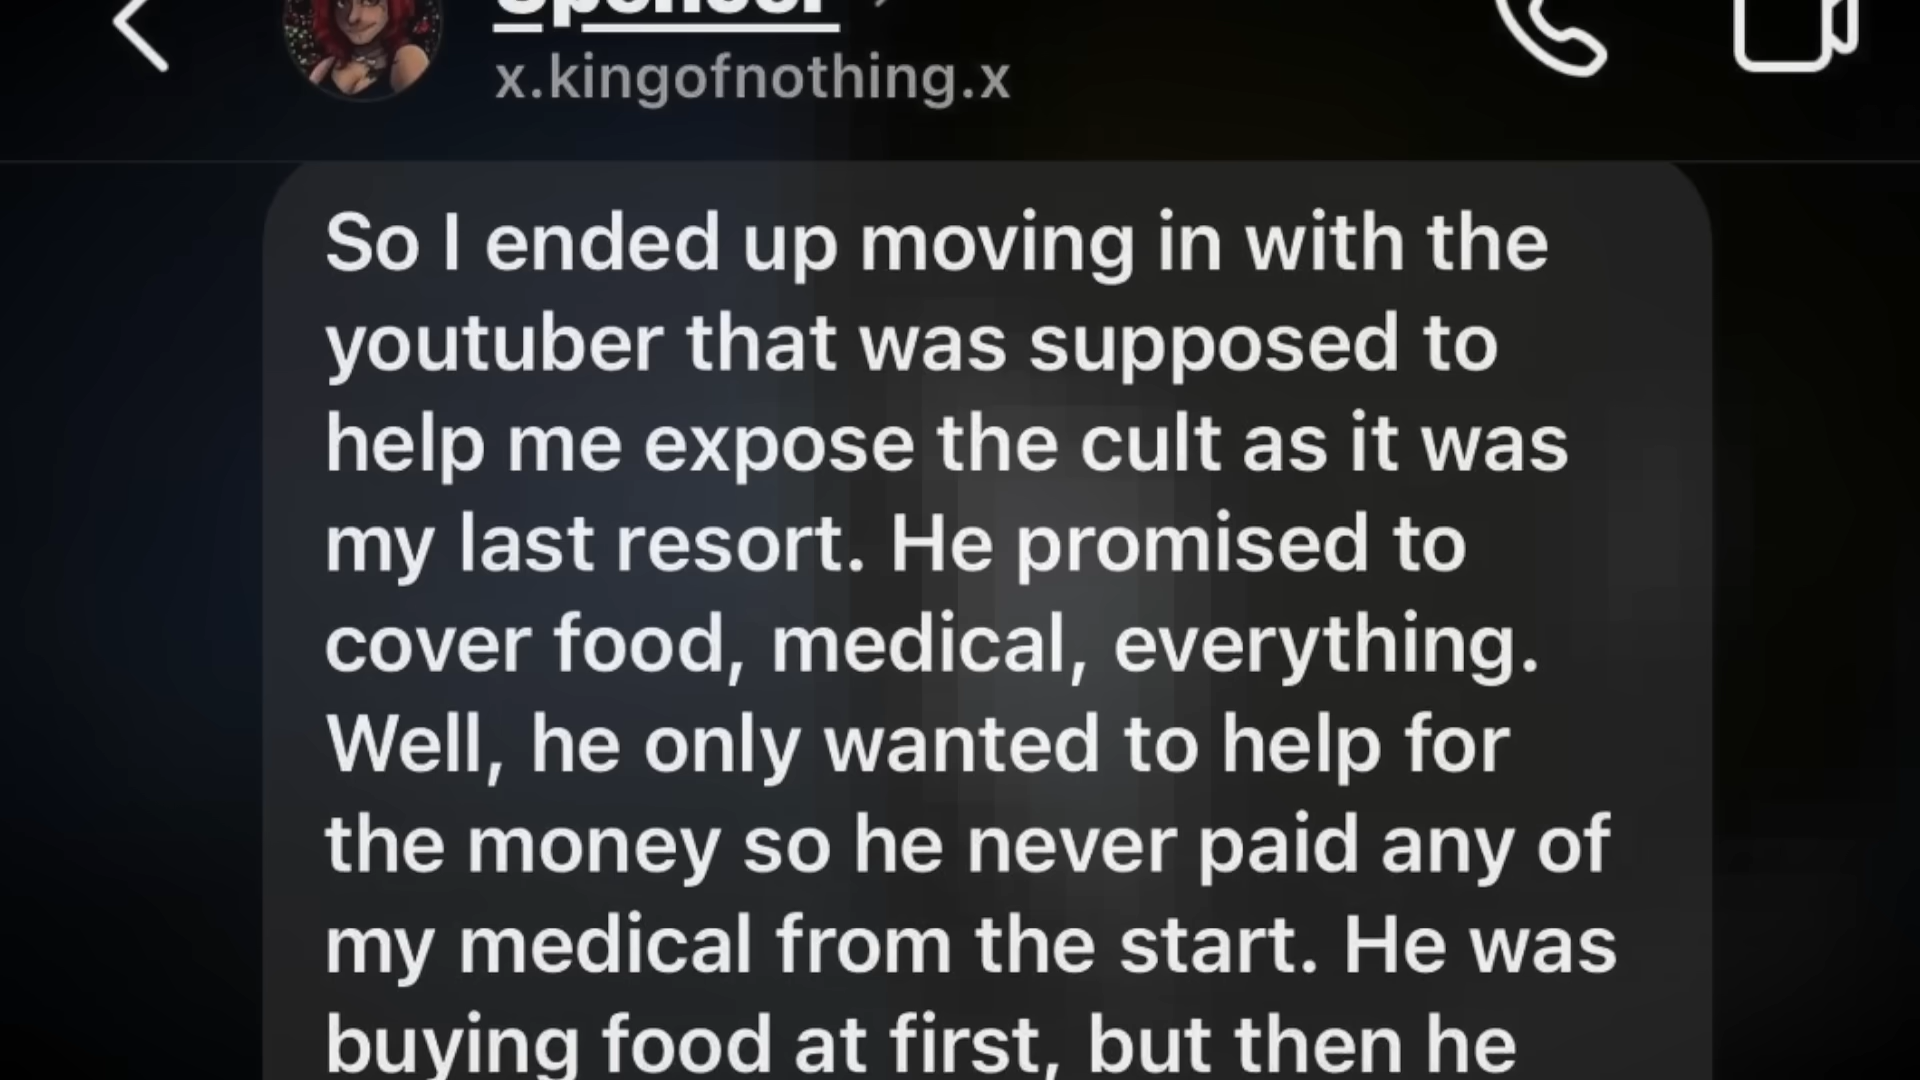 Spencer
x.kingofnothing.x
So I ended up moving in with the
youtuber that was supposed to
help me expose the cult as it was
my last resort. He promised to
cover food, medical, everything.
Well, he only wanted to help for
the money so he never paid any of
my medical from the start. He was
buying food at first, but then he